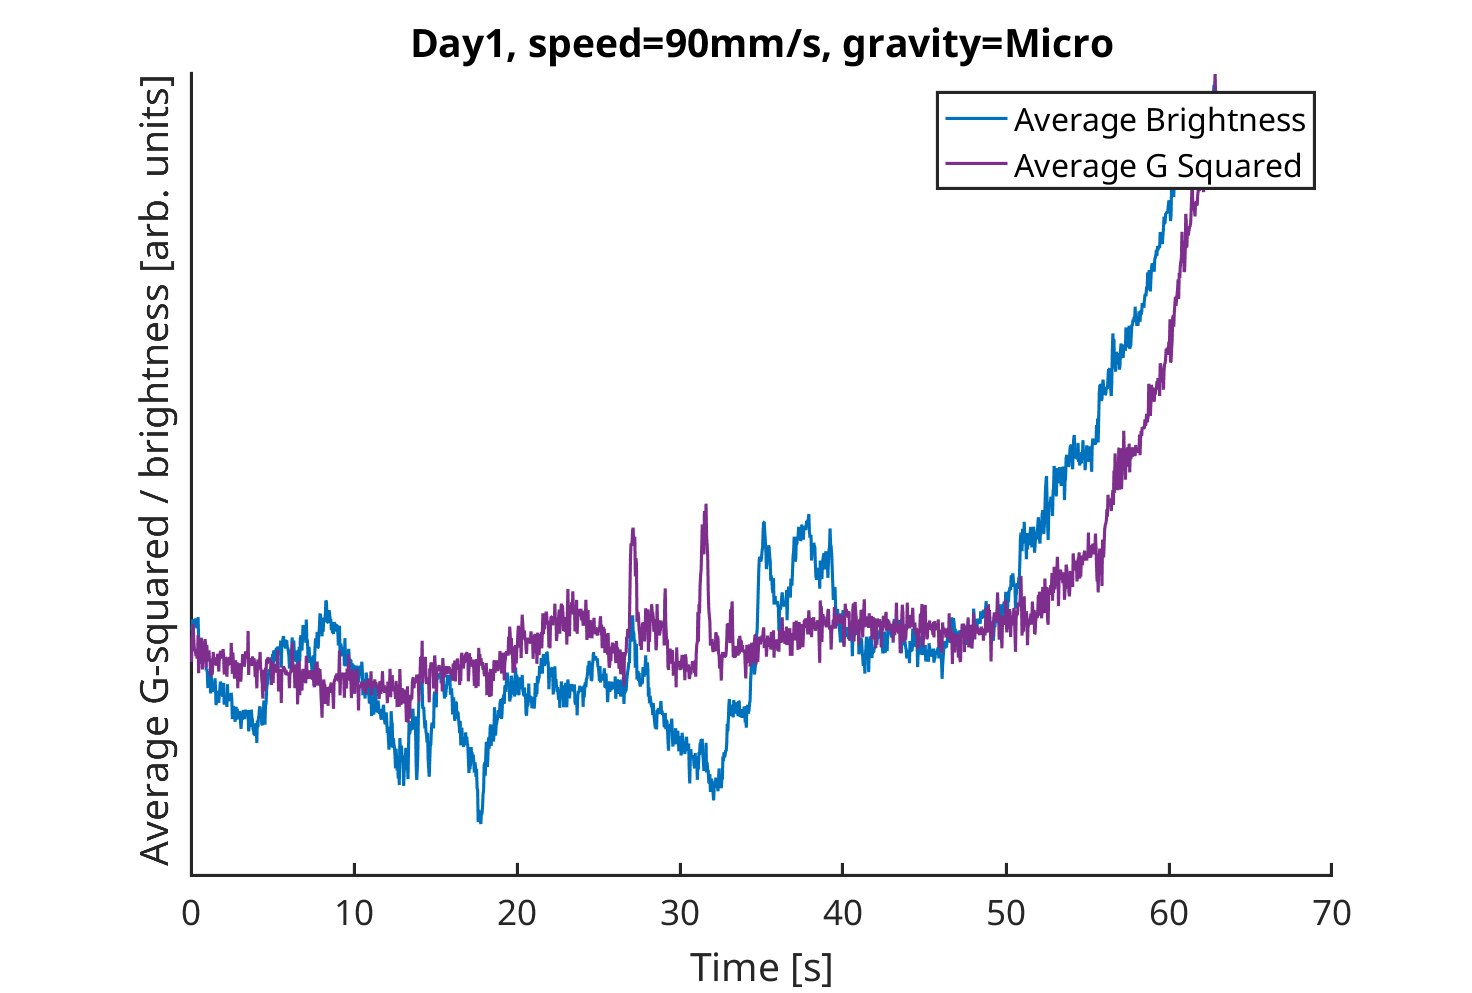 Day1, speed=90mm/s, gravity=Micro
Average Brightness
Average G Squared
Average G-squared / brightness [arb. units]
0 10 20 30 40 50 60 70
Time [s]